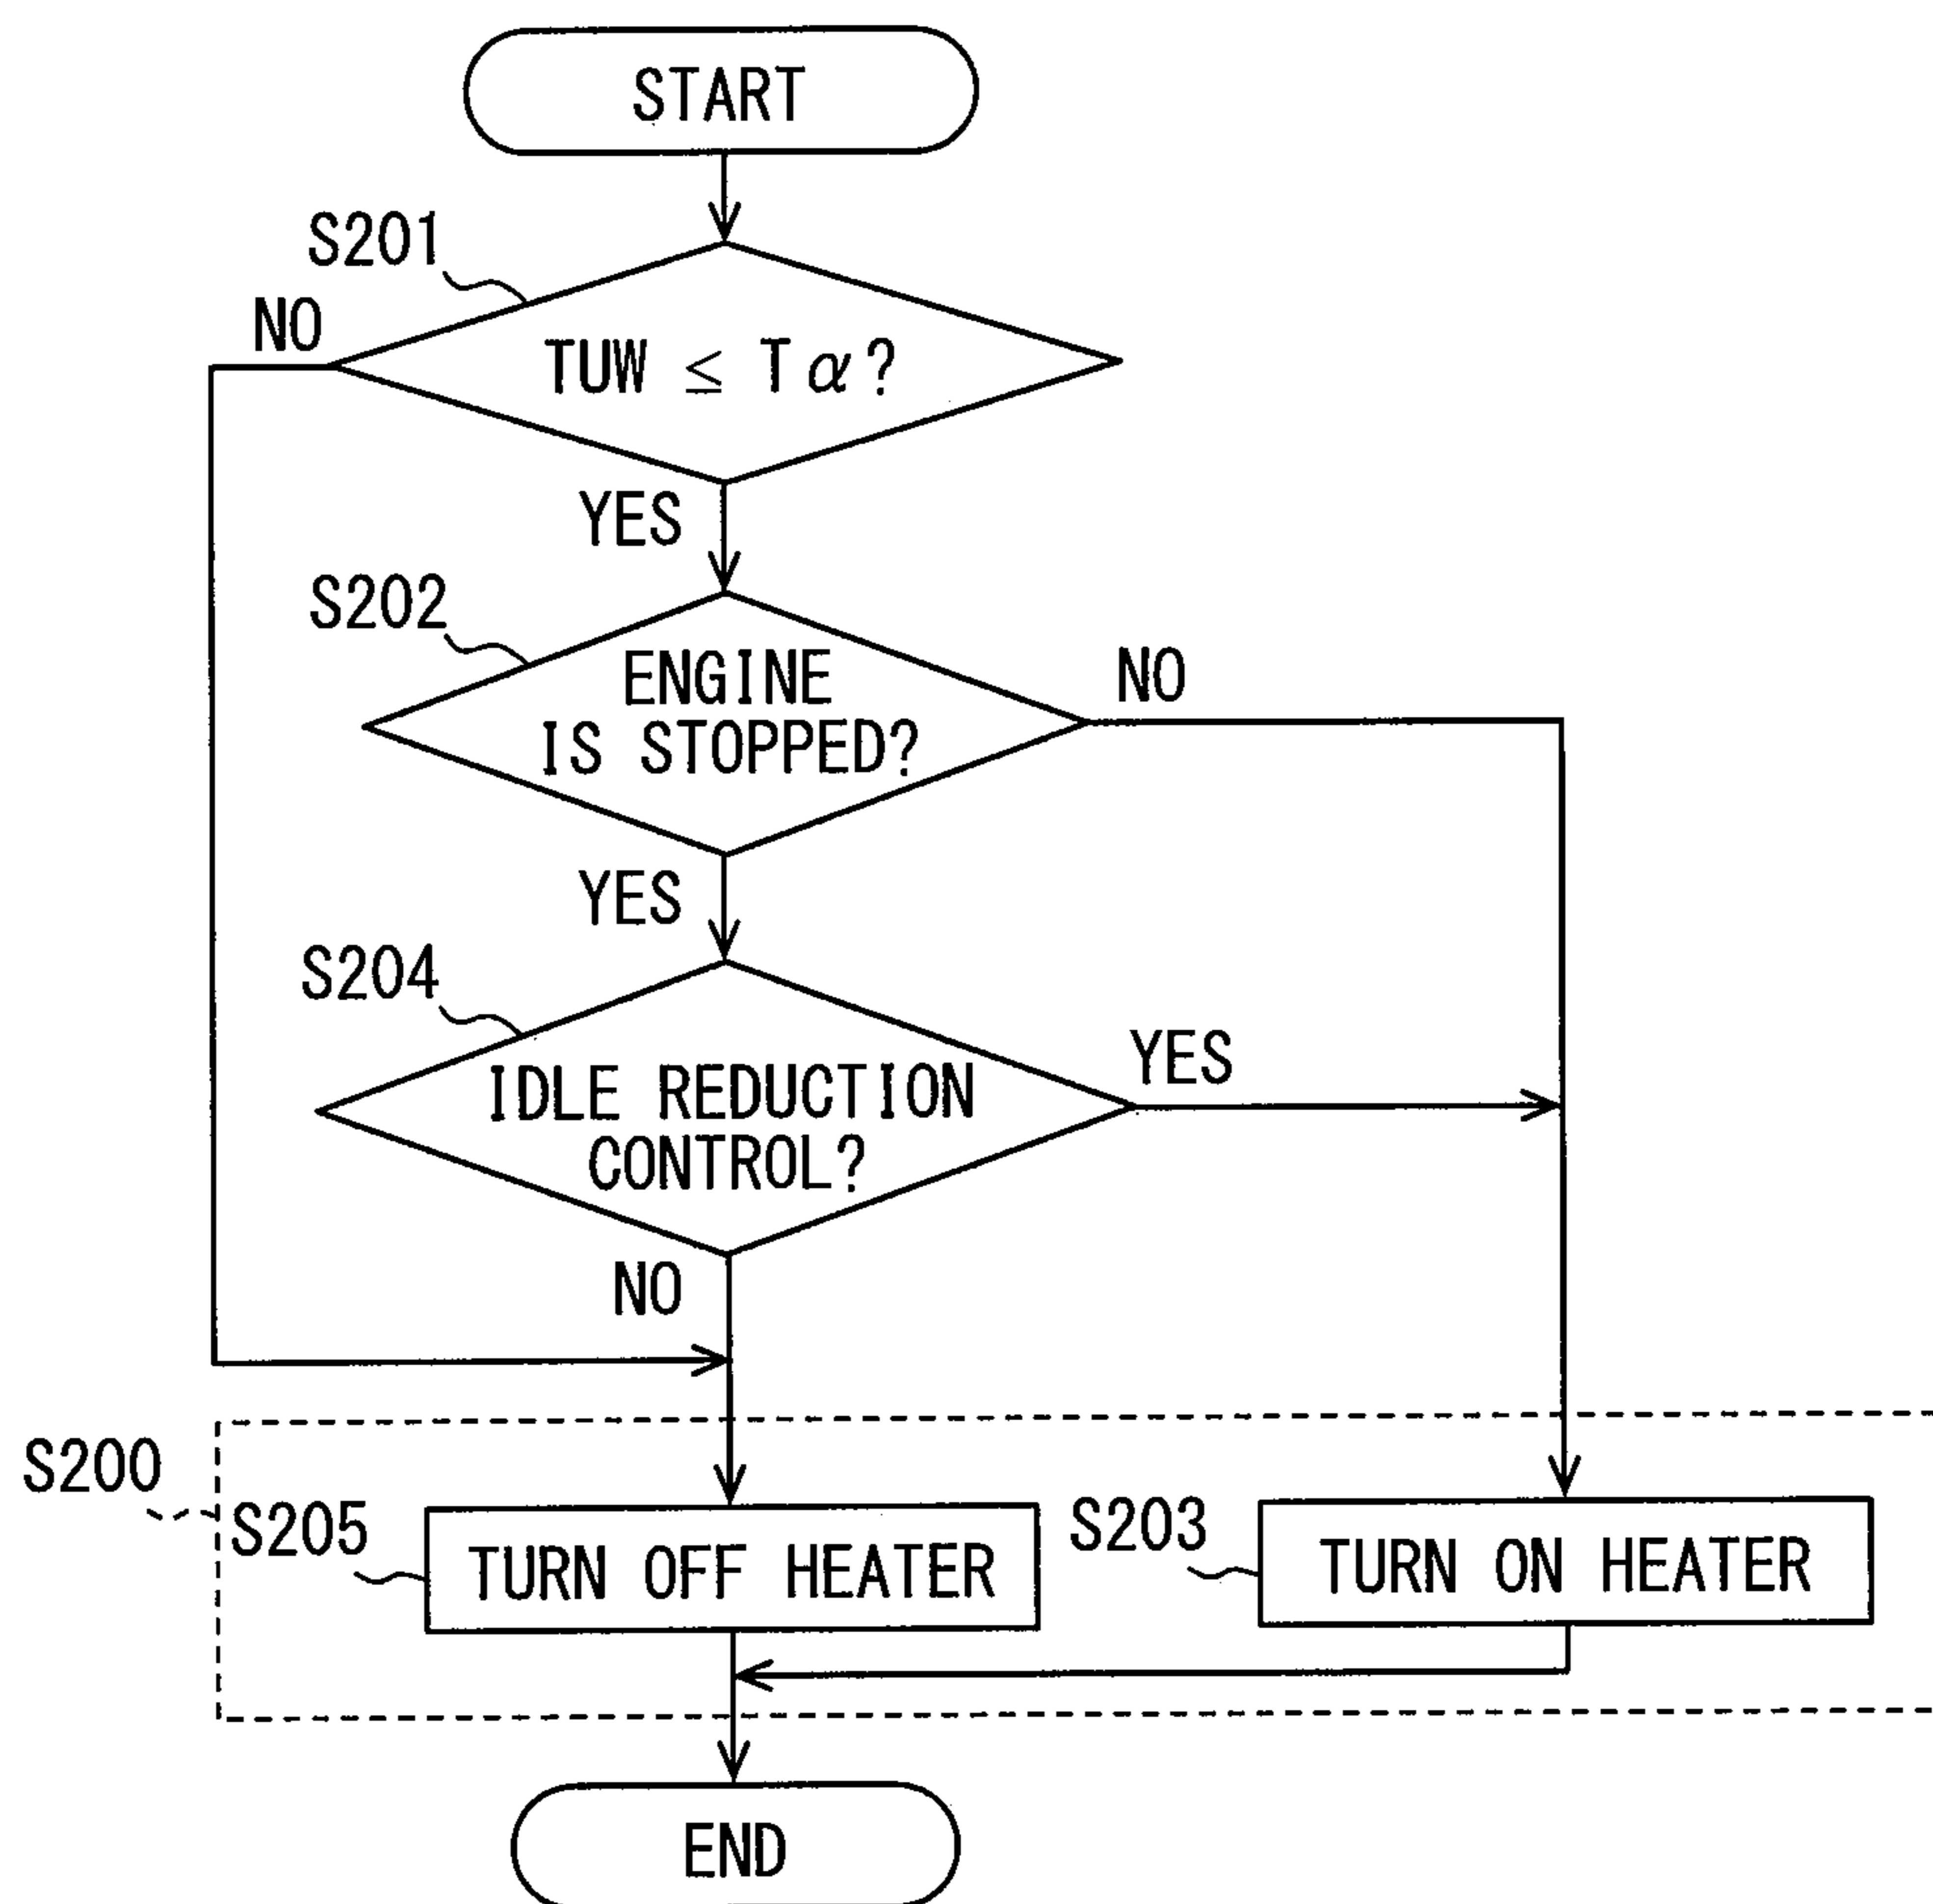 START
S201
NO
TUW ≦ Tα?
YES
S202
ENGINE
IS STOPPED?
NO
YES
S204
IDLE REDUCTION
CONTROL?
YES
NO
S200
S205
TURN OFF HEATER
S203
TURN ON HEATER
END